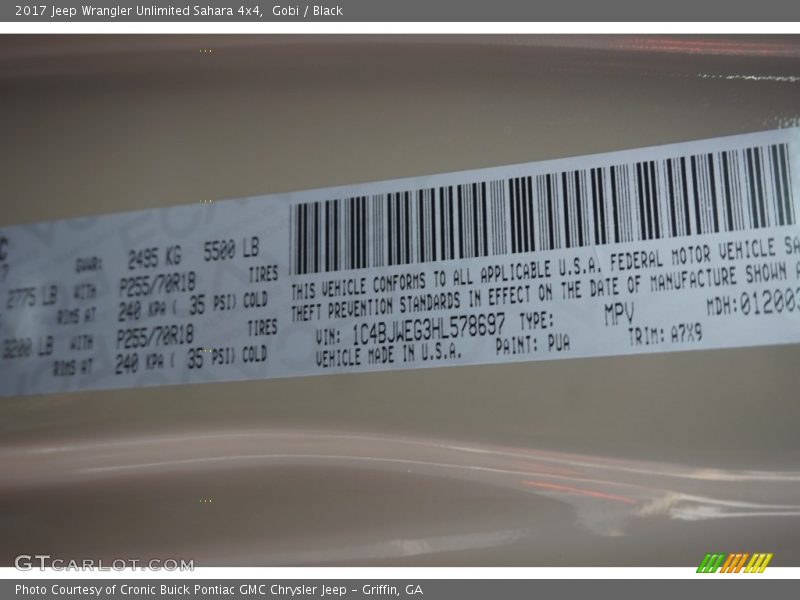 2017 Jeep Wrangler Unlimited Sahara 4x4, Gobi / Black
GWWR: 2495 KG 5500 LB
2775 LB WITH P255/70R18 TIRES
RIMS AT 240 KPA ( 35 PSI) COLD
3200 LB WITH P255/70R18 TIRES
RIMS AT 240 KPA ( 35 PSI) COLD
THIS VEHICLE CONFORMS TO ALL APPLICABLE U.S.A. FEDERAL MOTOR VEHICLE SA
THEFT PREVENTION STANDARDS IN EFFECT ON THE DATE OF MANUFACTURE SHOWN A
VIN: 1C4BJWEG3HL578697 TYPE: MPV MDH:012003
VEHICLE MADE IN U.S.A. PAINT: PUA TRIM: A7X9
GTCARLOT.COM
Photo Courtesy of Cronic Buick Pontiac GMC Chrysler Jeep - Griffin, GA